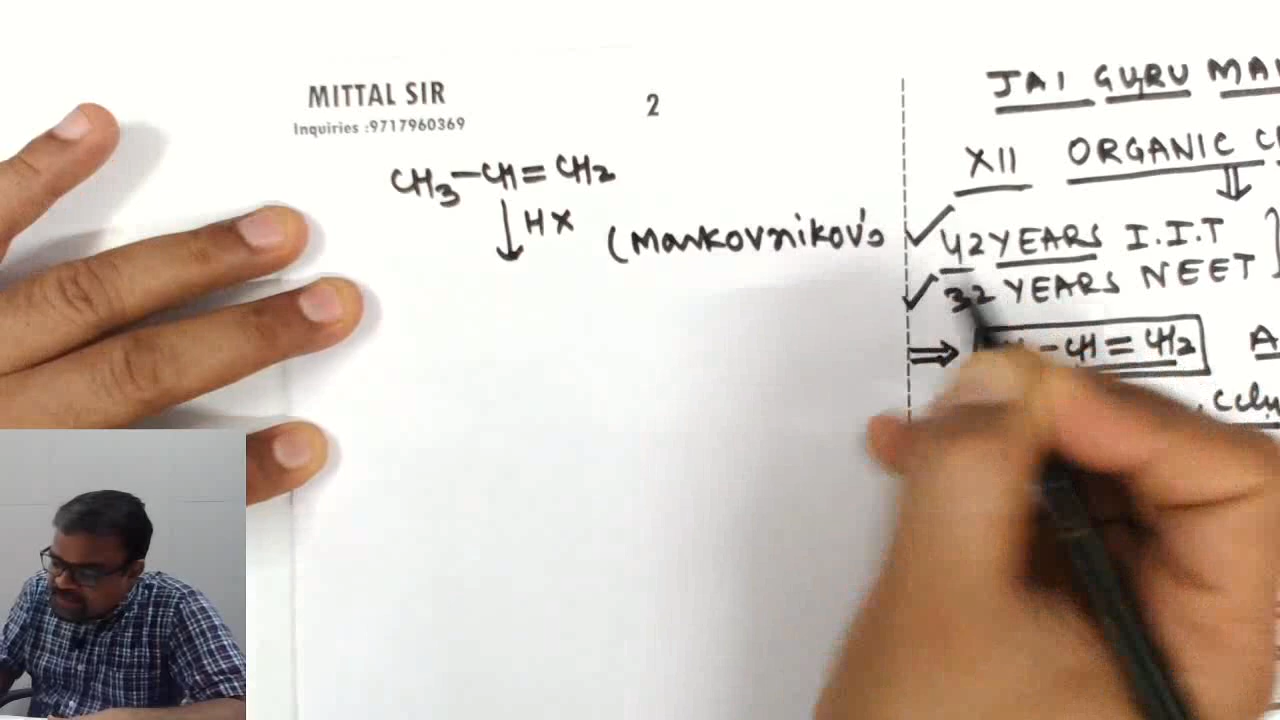 MITTAL SIR
Inquiries :9717960369
2
CH3-CH=CH2
↓HX
(Markovnikov's
JAI GURU
XII ORGANIC
⇓
✓ 42 YEARS I.I.T
✓ 32 YEARS NEET
⇒ -CH=CH2